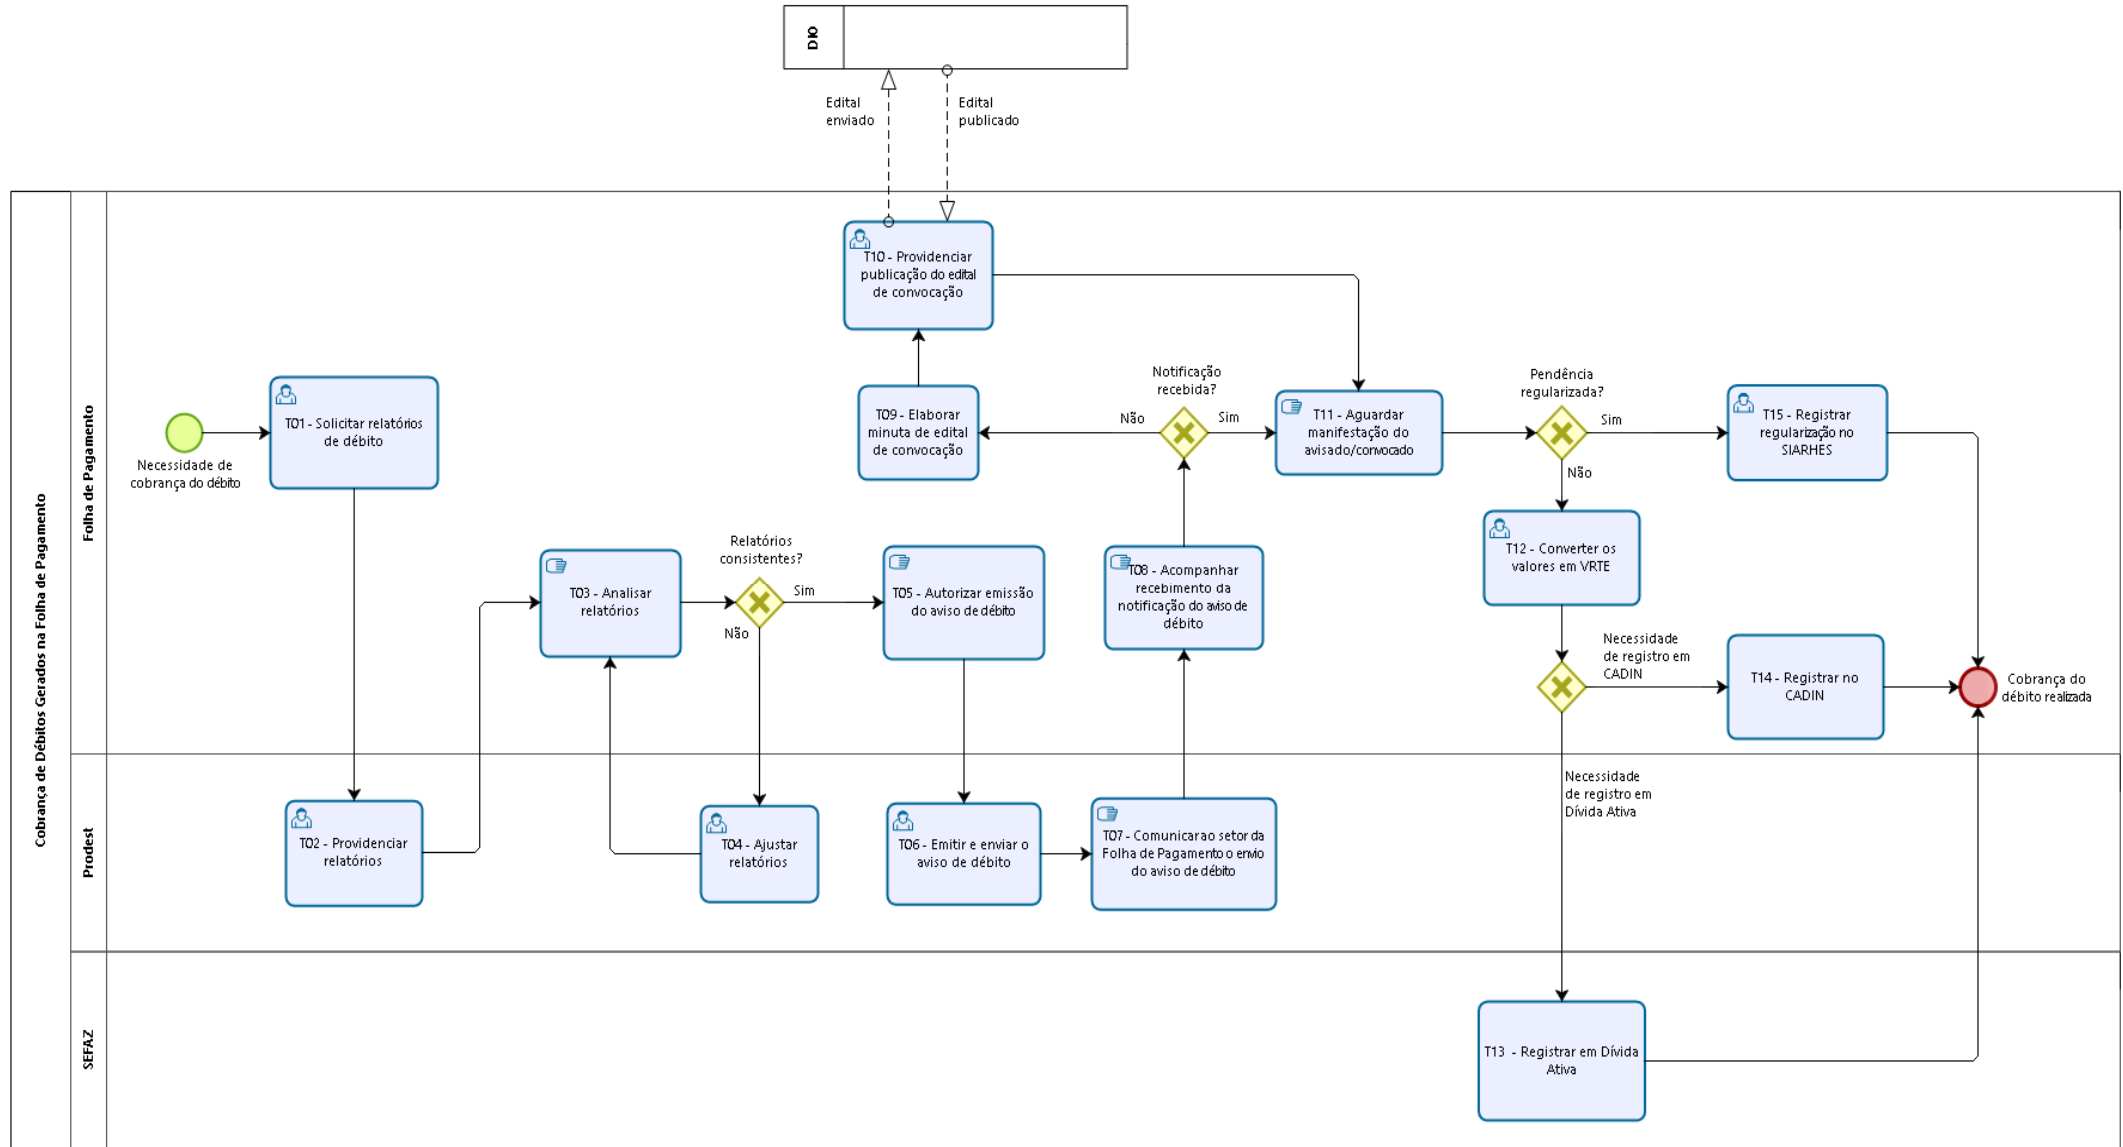 DIO
Edital
enviado
Edital
publicado
Cobrança de Débitos Gerados na Folha de Pagamento
Folha de Pagamento
Necessidade de
cobrança do débito
T01 - Solicitar relatórios
de débito
T03 - Analisar
relatórios
Relatórios
consistentes?
Sim
Não
T05 - Autorizar emissão
do aviso de débito
T10 - Providenciar
publicação do edital
de convocação
T09 - Elaborar
minuta de edital
de convocação
Notificação
recebida?
Não
Sim
T08 - Acompanhar
recebimento da
notificação do aviso de
débito
T11 - Aguardar
manifestação do
avisado/convocado
Pendência
regularizada?
Sim
Não
T15 - Registrar
regularização no
SIARHES
T12 - Converter os
valores em VRTE
Necessidade
de registro em
CADIN
T14 - Registrar no
CADIN
Cobrança do
débito realizada
Prodest
T02 - Providenciar
relatórios
T04 - Ajustar
relatórios
T06 - Emitir e enviar o
aviso de débito
T07 - Comunicarao setor da
Folha de Pagamento o envio
do aviso de débito
Necessidade
de registro em
Dívida Ativa
SEFAZ
T13 - Registrar em Dívida
Ativa